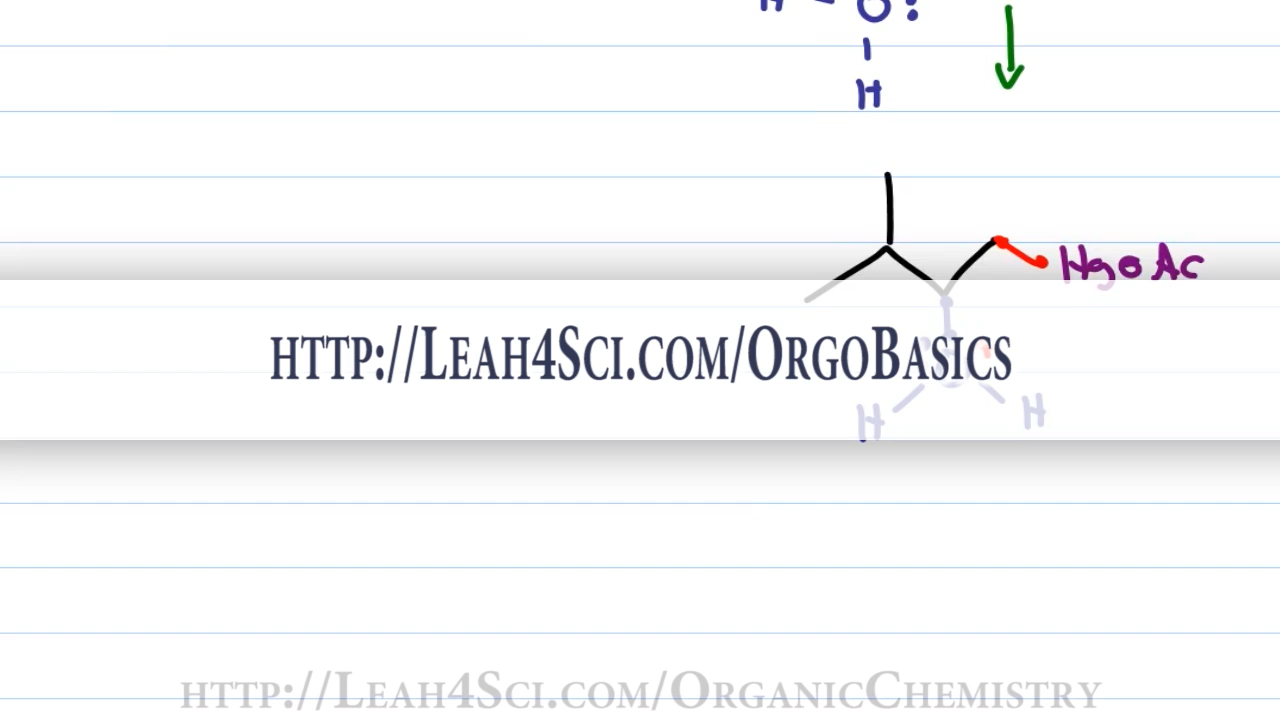 H - O:
H
HgOAc
HTTP://LEAH4SCI.COM/ORGOBASICS
H H
HTTP://LEAH4SCI.COM/ORGANICCHEMISTRY